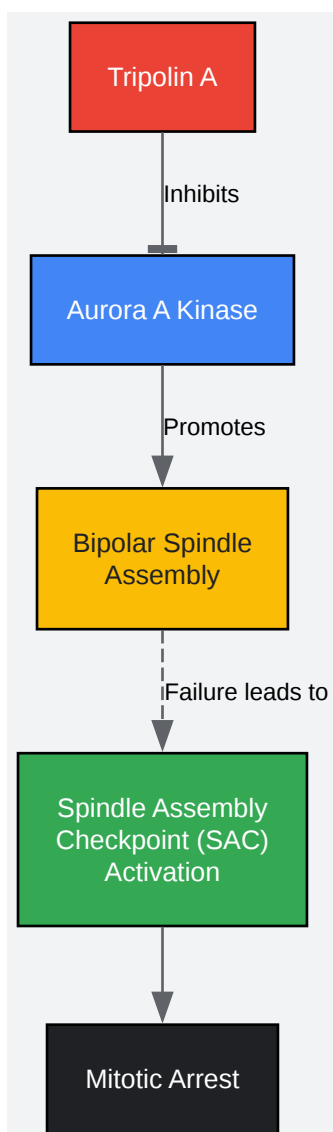 Tripolin A
Inhibits
Aurora A Kinase
Promotes
Bipolar Spindle
Assembly
Failure leads to
Spindle Assembly
Checkpoint (SAC)
Activation
Mitotic Arrest